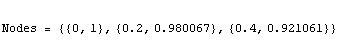 Nodes = {{0, 1}, {0.2, 0.980067}, {0.4, 0.921061}}